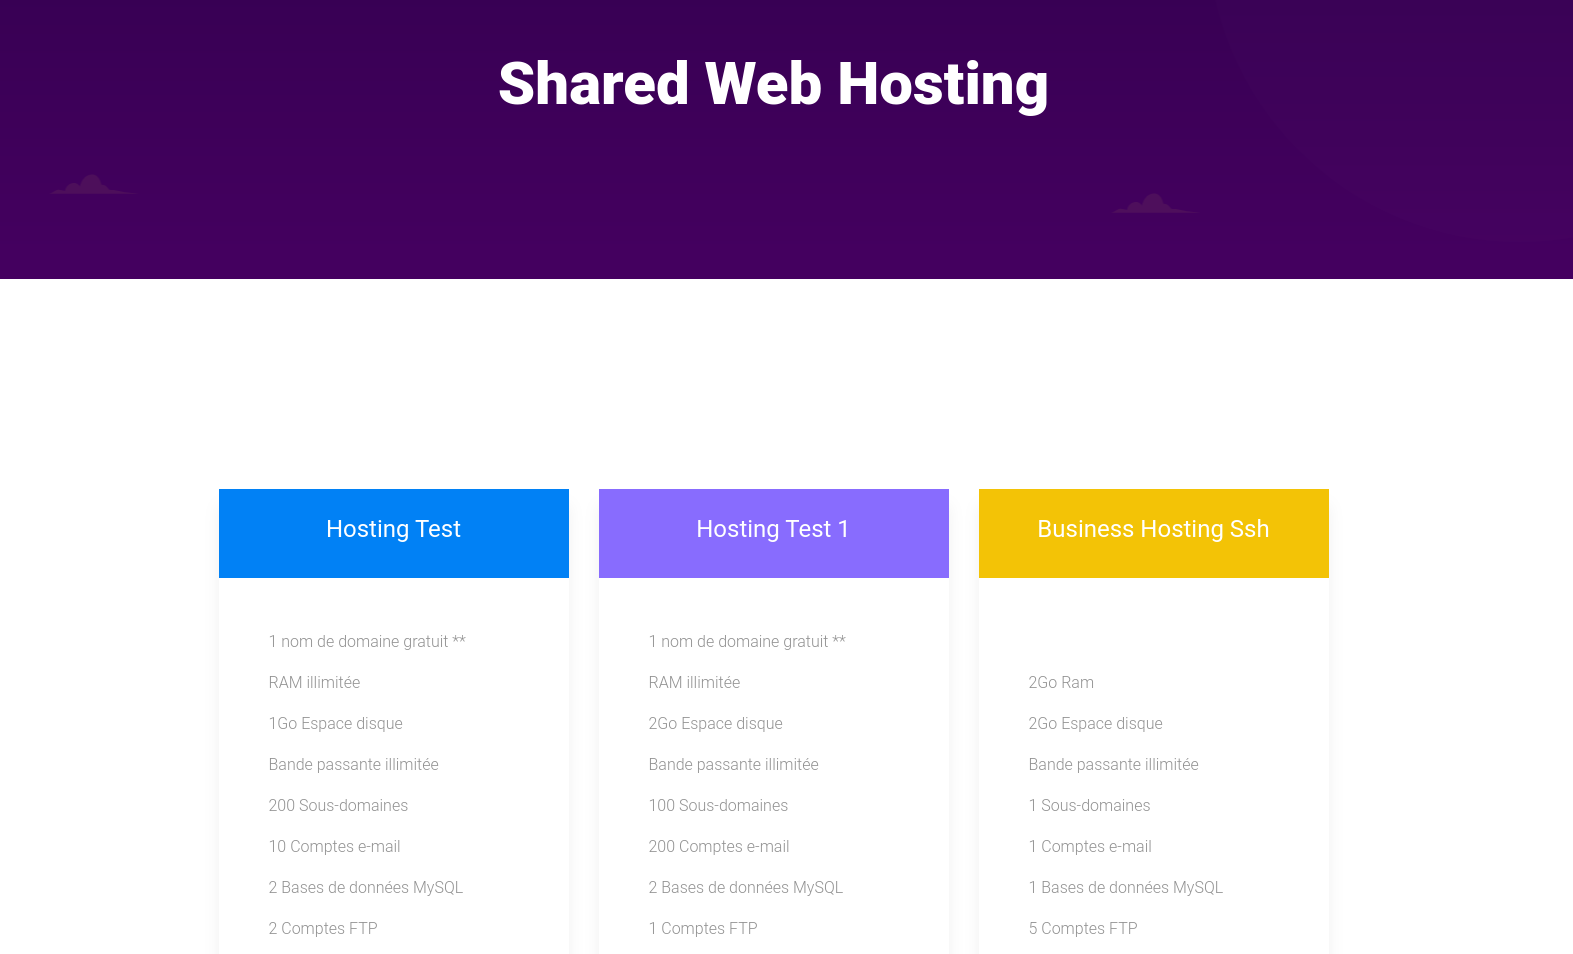 Shared Web Hosting
Hosting Test
1 nom de domaine gratuit **
RAM illimitée
1Go Espace disque
Bande passante illimitée
200 Sous-domaines
10 Comptes e-mail
2 Bases de données MySQL
2 Comptes FTP
Hosting Test 1
1 nom de domaine gratuit **
RAM illimitée
2Go Espace disque
Bande passante illimitée
100 Sous-domaines
200 Comptes e-mail
2 Bases de données MySQL
1 Comptes FTP
Business Hosting Ssh
2Go Ram
2Go Espace disque
Bande passante illimitée
1 Sous-domaines
1 Comptes e-mail
1 Bases de données MySQL
5 Comptes FTP